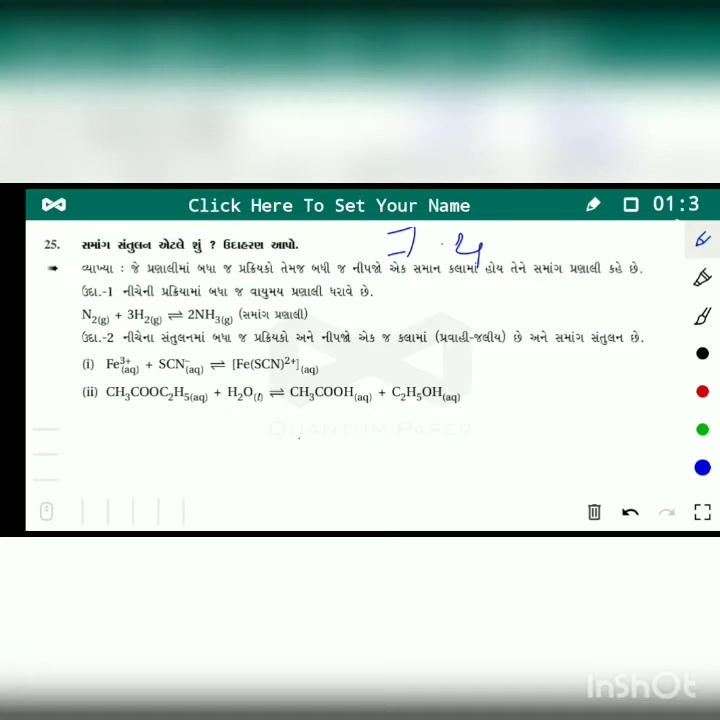 Click Here To Set Your Name
01:3
25. સમાંગ સંતુલન એટલે શું ? ઉદાહરણ આપો.
➠ વ્યાખ્યા : જે પ્રણાલીમાં બધા જ પ્રક્રિયકો તેમજ બધી જ નીપજો એક સમાન કલામાં હોય તેને સમાંગ પ્રણાલી કહે છે.
ઉદા.-1 નીચેની પ્રક્રિયામાં બધા જ વાયુમય પ્રણાલી ધરાવે છે.
N₂(g) + 3H₂(g) ⇌ 2NH₃(g) (સમાંગ પ્રણાલી)
ઉદા.-2 નીચેના સંતુલનમાં બધા જ પ્રક્રિયકો અને નીપજો એક જ કલામાં (પ્રવાહી-જલીય) છે અને સમાંગ સંતુલન છે.
(i) Fe³⁺(aq) + SCN⁻(aq) ⇌ [Fe(SCN)²⁺](aq)
(ii) CH₃COOC₂H₅(aq) + H₂O(l) ⇌ CH₃COOH(aq) + C₂H₅OH(aq)
QUANTUM PAPER
InShOt